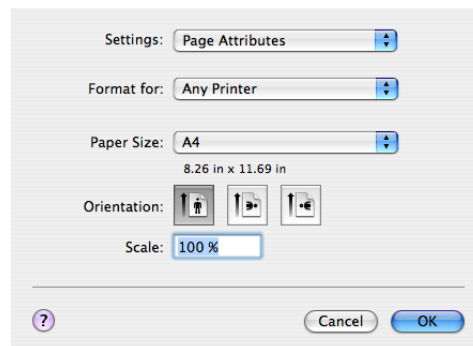 Settings: Page Attributes
Format for: Any Printer
Paper Size: A4
8.26 in x 11.69 in
Orientation:
Scale: 100 %
? Cancel OK